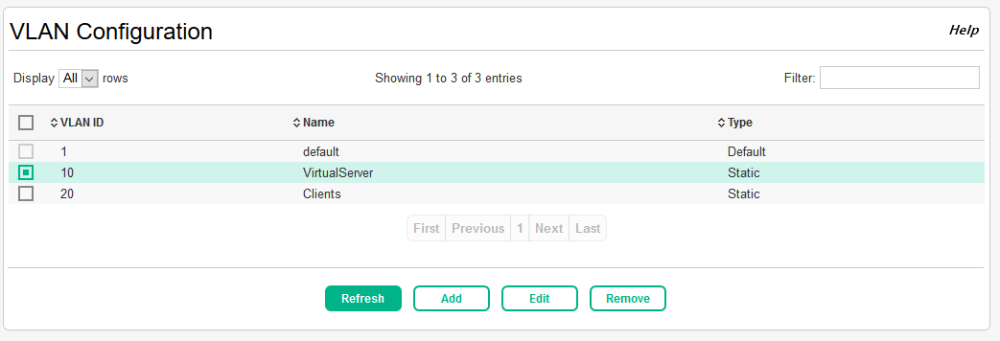 VLAN Configuration Help
Display All rows Showing 1 to 3 of 3 entries Filter:
VLAN ID Name Type
1 default Default
10 VirtualServer Static
20 Clients Static
First Previous 1 Next Last
Refresh Add Edit Remove